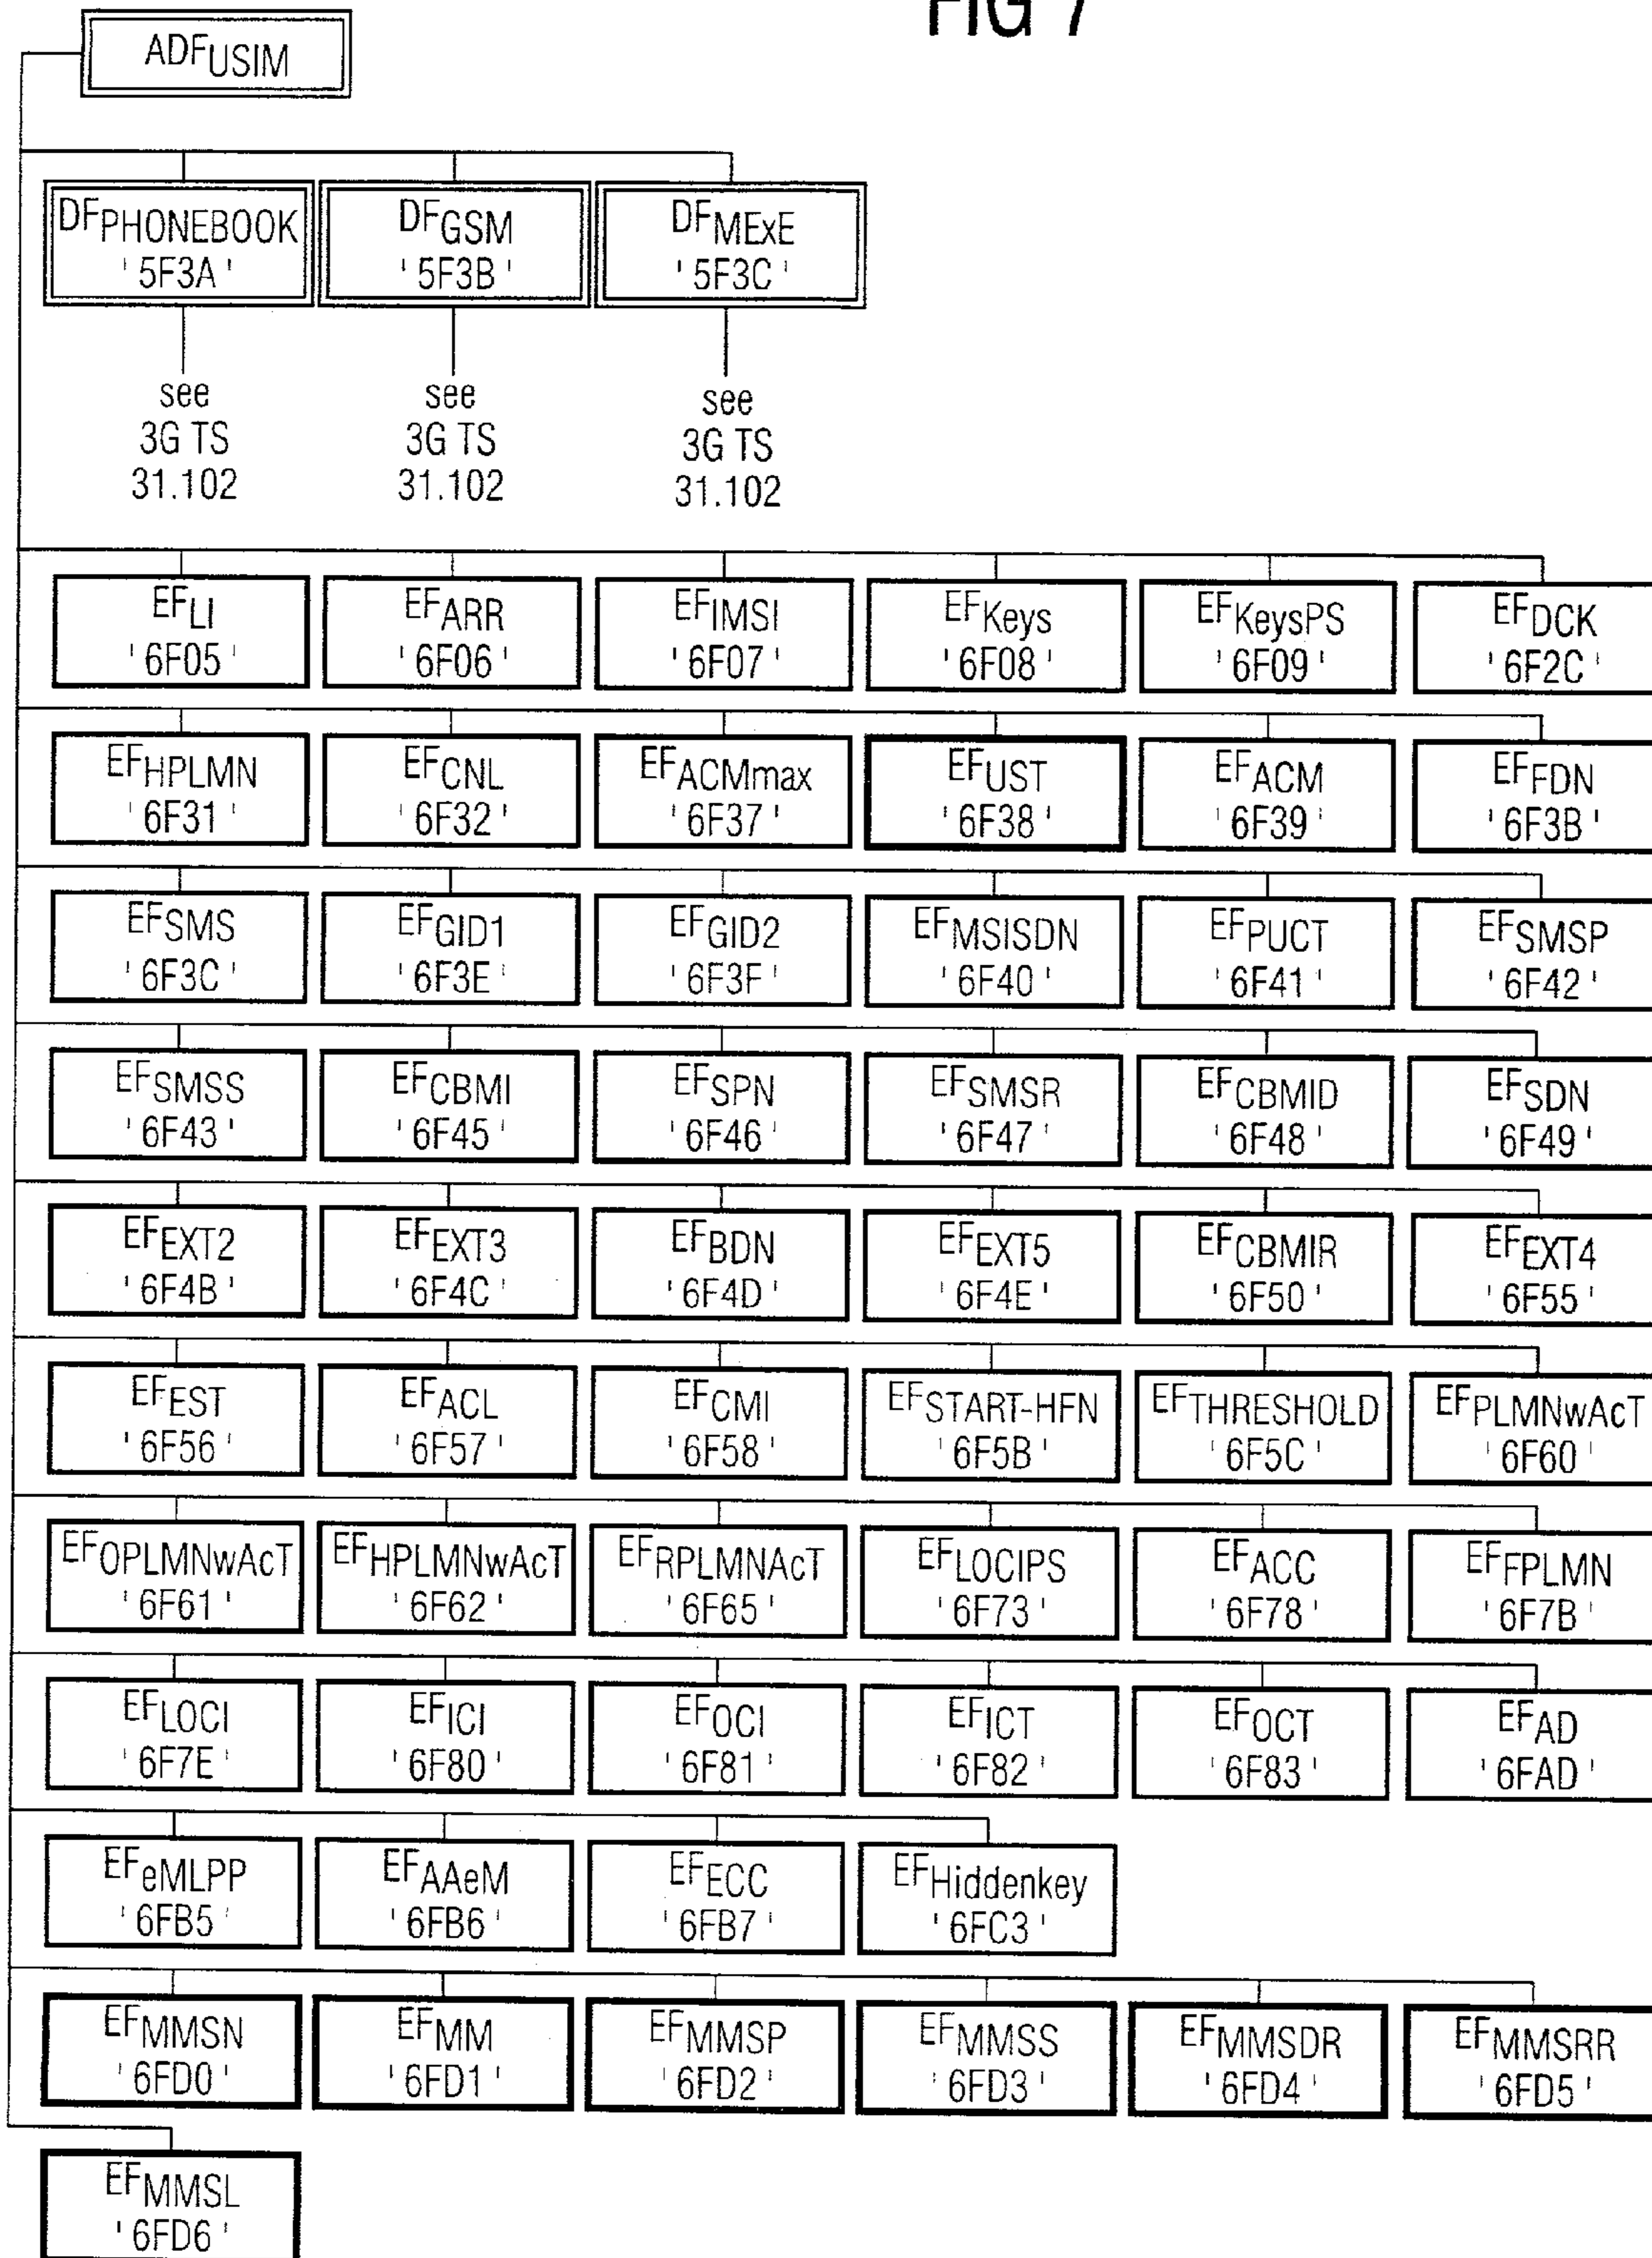 FIG 7
ADFUSIM
DFPHONEBOOK DFGSM DFMExE
'5F3A' '5F3B' '5F3C'
see see see
3G TS 3G TS 3G TS
31.102 31.102 31.102
EFLI EFARR EFIMSI EFKeys EFKeysPS EFDCK
'6F05' '6F06' '6F07' '6F08' '6F09' '6F2C'
EFHPLMN EFCNL EFACMmax EFUST EFACM EFFDN
'6F31' '6F32' '6F37' '6F38' '6F39' '6F3B'
EFSMS EFGID1 EFGID2 EFMSISDN EFPUCT EFSMSP
'6F3C' '6F3E' '6F3F' '6F40' '6F41' '6F42'
EFSMSS EFCBMI EFSPN EFSMSR EFCBMID EFSDN
'6F43' '6F45' '6F46' '6F47' '6F48' '6F49'
EFEXT2 EFEXT3 EFBDN EFEXT5 EFCBMIR EFEXT4
'6F4B' '6F4C' '6F4D' '6F4E' '6F50' '6F55'
EFEST EFACL EFCMI EFSTART-HFN EFTHRESHOLD EFPLMNwAcT
'6F56' '6F57' '6F58' '6F5B' '6F5C' '6F60'
EFOPLMNwAcT EFHPLMNwAcT EFRPLMNAcT EFLOCIPS EFACC EFFPLMN
'6F61' '6F62' '6F65' '6F73' '6F78' '6F7B'
EFLOCI EFICI EFOCI EFICT EFOCT EFAD
'6F7E' '6F80' '6F81' '6F82' '6F83' '6FAD'
EFeMLPP EFAAeM EFECC EFHiddenkey
'6FB5' '6FB6' '6FB7' '6FC3'
EFMMSN EFMM EFMMSP EFMMSS EFMMSDR EFMMSRR
'6FD0' '6FD1' '6FD2' '6FD3' '6FD4' '6FD5'
EFMMSL
'6FD6'